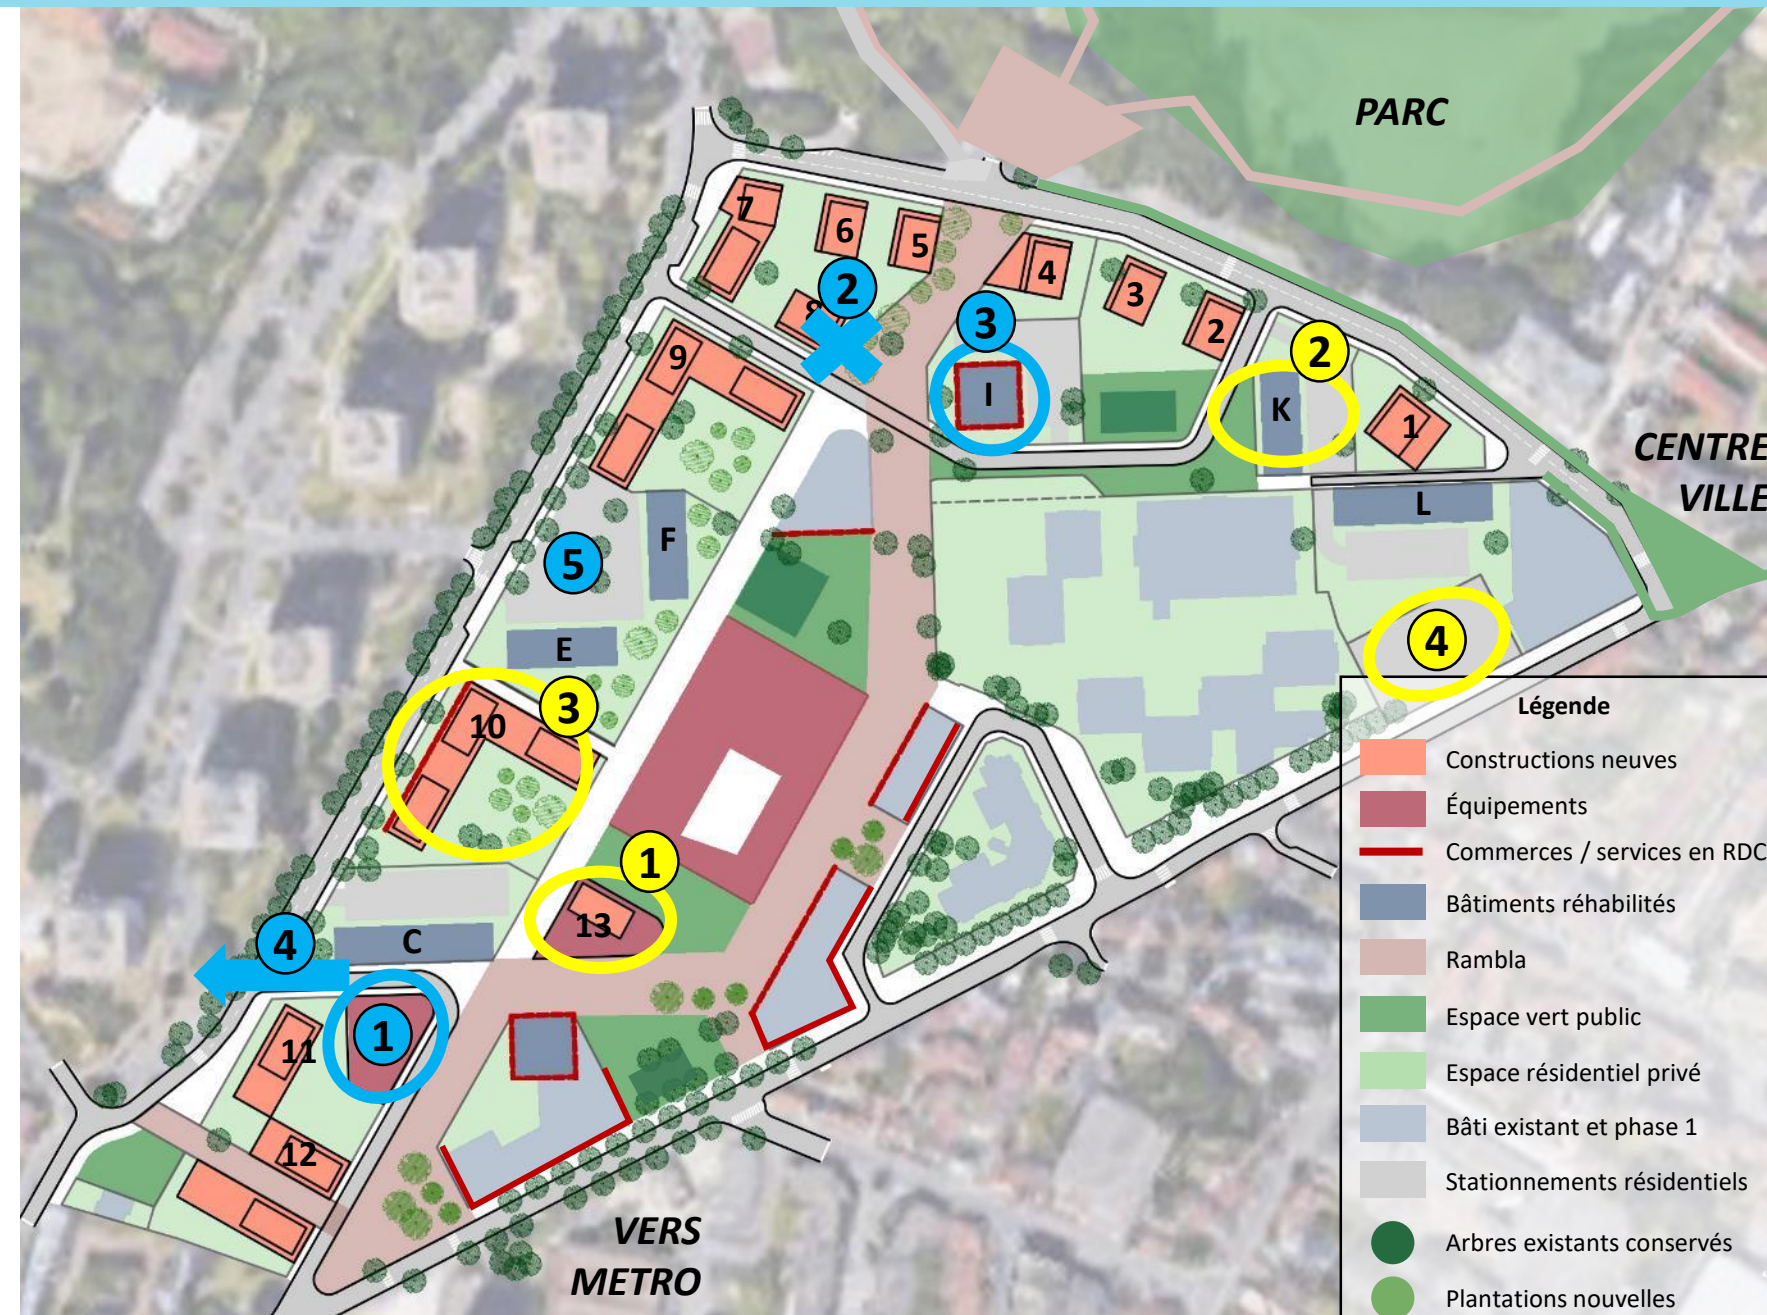 PARC
7
6
5
4
3
2
2
8
3
I
2
K
1
9
CENTRE
VILLE
L
F
5
E
4
3
10
1
13
C
4
1
11
12
VERS
METRO
Légende
Constructions neuves
Équipements
Commerces / services en RDC
Bâtiments réhabilités
Rambla
Espace vert public
Espace résidentiel privé
Bâti existant et phase 1
Stationnements résidentiels
Arbres existants conservés
Plantations nouvelles